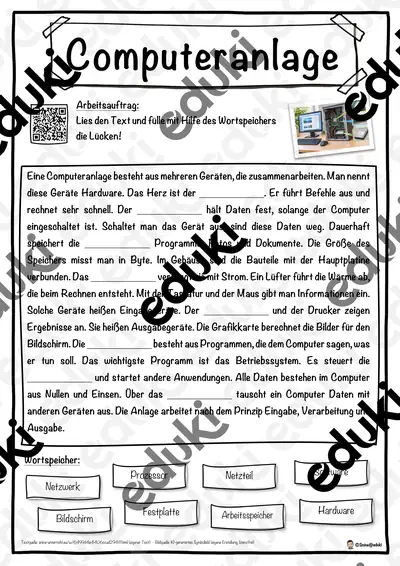 Computeranlage
Arbeitsauftrag:
Lies den Text und fülle mit Hilfe des Wortspeichers
die Lücken!
Eine Computeranlage besteht aus mehreren Geräten, die zusammenarbeiten. Man nennt
diese Geräte Hardware. Das Herz ist der ____________. Er führt Befehle aus und
rechnet sehr schnell. Der ____________ hält Daten fest, solange der Computer
eingeschaltet ist. Schaltet man das Gerät aus, sind diese Daten weg. Dauerhaft
speichert die ____________ Programme, Fotos und Dokumente. Die Größe des
Speichers misst man in Byte. Im Gehäuse sind die Bauteile mit der Hauptplatine
verbunden. Das ____________ versorgt mit Strom. Ein Lüfter führt die Wärme ab,
die beim Rechnen entsteht. Mit der Tastatur und der Maus gibt man Informationen ein.
Solche Geräte heißen Eingabegeräte. Der ____________ und der Drucker zeigen
Ergebnisse an. Sie heißen Ausgabegeräte. Die Grafikkarte berechnet die Bilder für den
Bildschirm. Die ____________ besteht aus Programmen, die dem Computer sagen, was
er tun soll. Das wichtigste Programm ist das Betriebssystem. Es steuert die
____________ und startet andere Anwendungen. Alle Daten bestehen im Computer
aus Nullen und Einsen. Über das ____________ tauscht ein Computer Daten mit
anderen Geräten aus. Die Anlage arbeitet nach dem Prinzip Eingabe, Verarbeitung und
Ausgabe.
Wortspeicher:
Netzwerk
Prozessor
Netzteil
Software
Bildschirm
Festplatte
Arbeitsspeicher
Hardware
eduki